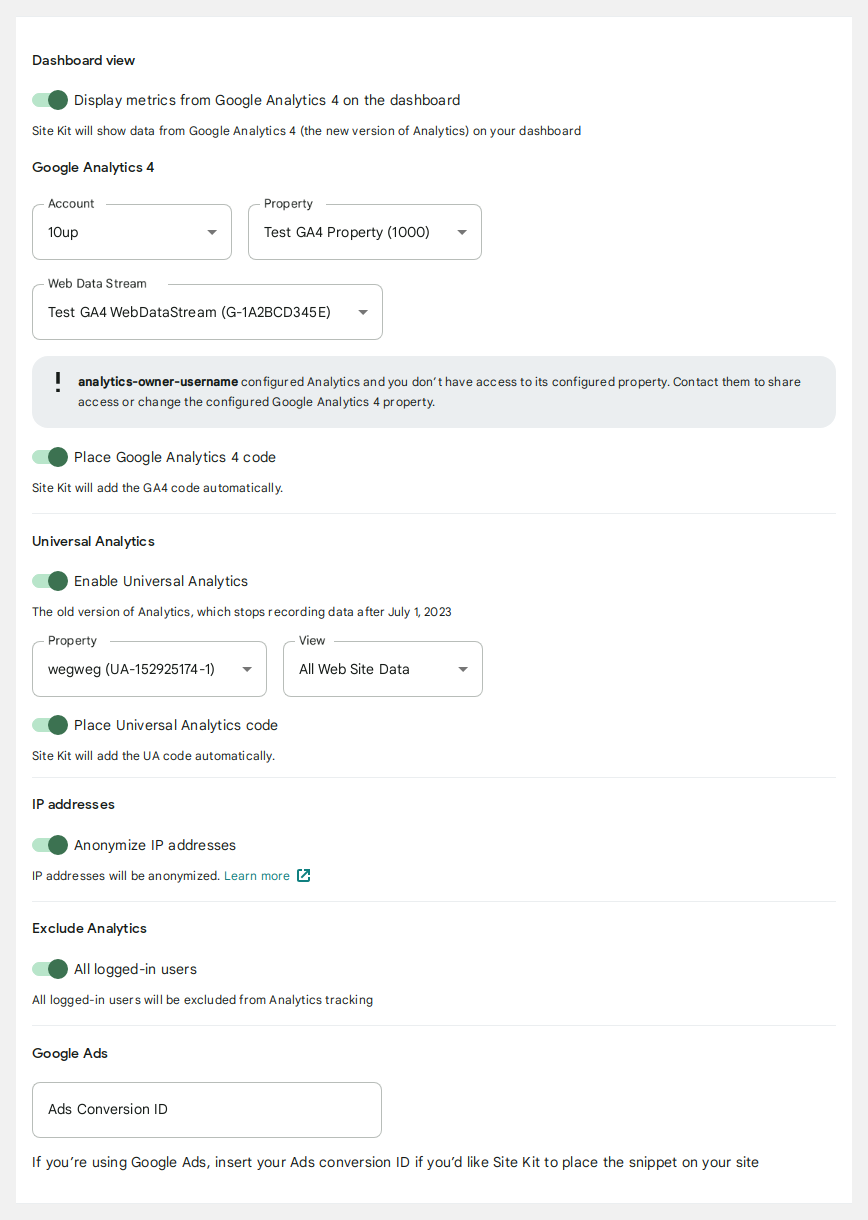 Dashboard view
Display metrics from Google Analytics 4 on the dashboard
Site Kit will show data from Google Analytics 4 (the new version of Analytics) on your dashboard
Google Analytics 4
Account
Property
10up
Test GA4 Property (1000)
Web Data Stream
Test GA4 WebDataStream (G-1A2BCD345E)
! analytics-owner-username configured Analytics and you don’t have access to its configured property. Contact them to share
access or change the configured Google Analytics 4 property.
Place Google Analytics 4 code
Site Kit will add the GA4 code automatically.
Universal Analytics
Enable Universal Analytics
The old version of Analytics, which stops recording data after July 1, 2023
Property
View
wegweg (UA-152925174-1)
All Web Site Data
Place Universal Analytics code
Site Kit will add the UA code automatically.
IP addresses
Anonymize IP addresses
IP addresses will be anonymized. Learn more
Exclude Analytics
All logged-in users
All logged-in users will be excluded from Analytics tracking
Google Ads
Ads Conversion ID
If you’re using Google Ads, insert your Ads conversion ID if you’d like Site Kit to place the snippet on your site